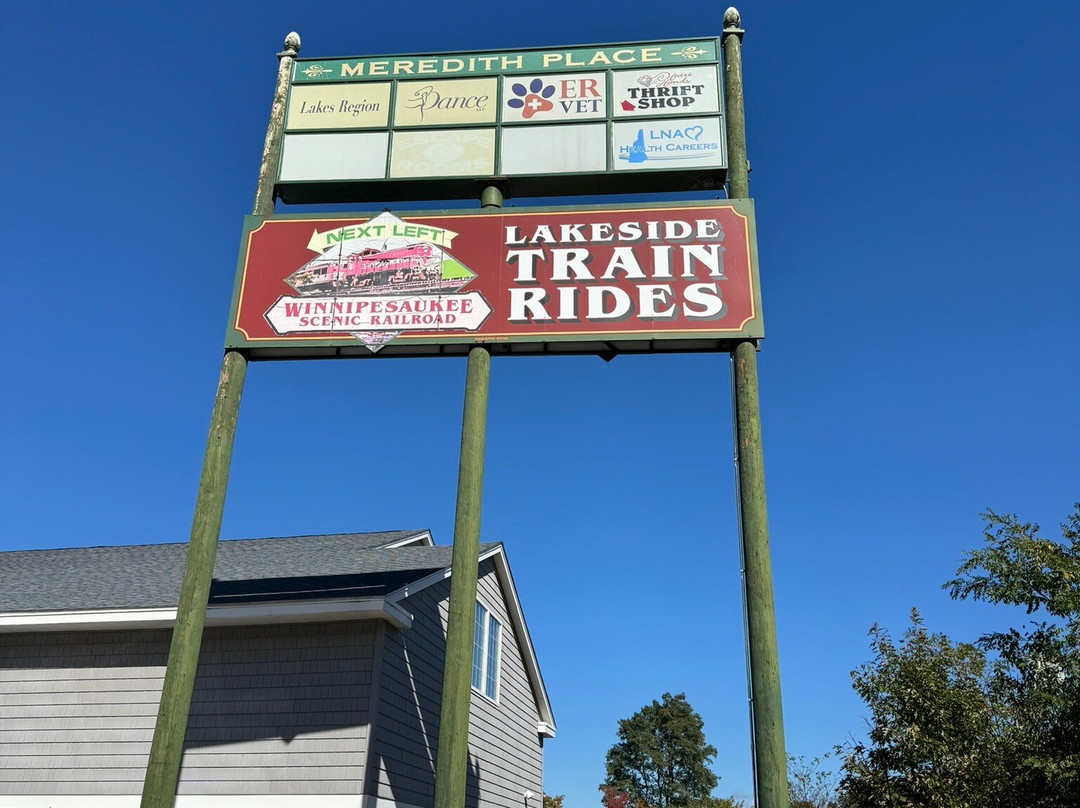 MEREDITH PLACE
Lakes Region
Dance
LLC
ER
VET
THRIFT
SHOP
LNA
HEALTH CAREERS
NEXT LEFT
WINNIPESAUKEE
SCENIC RAILROAD
LAKESIDE
TRAIN
RIDES